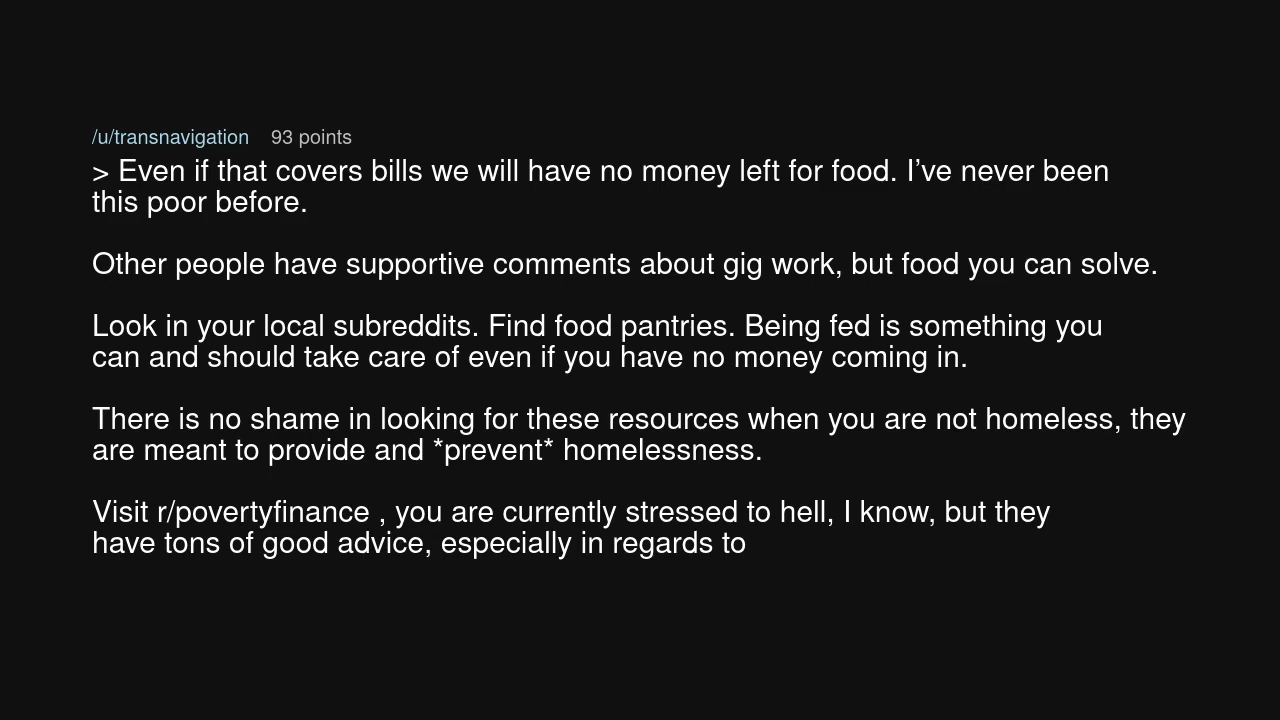 /u/transnavigation 93 points
> Even if that covers bills we will have no money left for food. I’ve never been
this poor before.
Other people have supportive comments about gig work, but food you can solve.
Look in your local subreddits. Find food pantries. Being fed is something you
can and should take care of even if you have no money coming in.
There is no shame in looking for these resources when you are not homeless, they
are meant to provide and *prevent* homelessness.
Visit r/povertyfinance , you are currently stressed to hell, I know, but they
have tons of good advice, especially in regards to